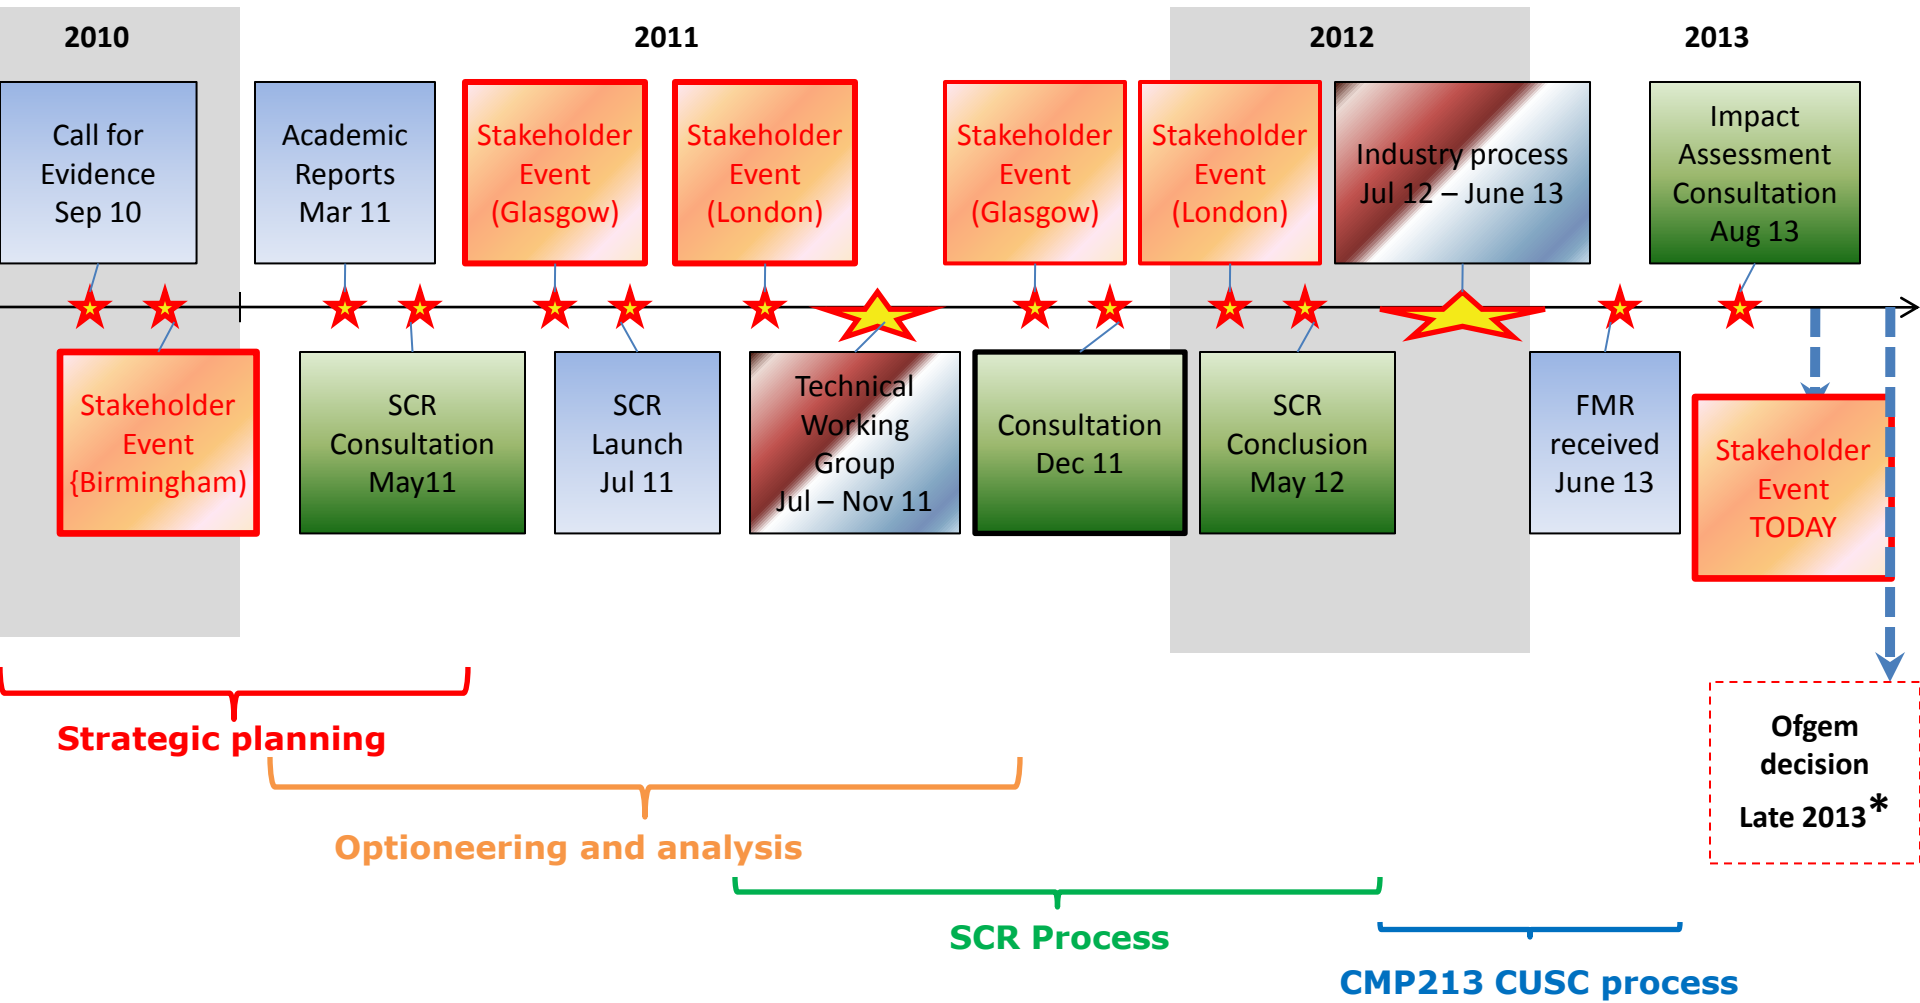 2010
2011
2012
2013
Call for
Evidence
Sep 10
Academic
Reports
Mar 11
Stakeholder
Event
(Glasgow)
Stakeholder
Event
(London)
Stakeholder
Event
(Glasgow)
Stakeholder
Event
(London)
Industry process
Jul 12 – June 13
Impact
Assessment
Consultation
Aug 13
Stakeholder
Event
{Birmingham)
SCR
Consultation
May11
SCR
Launch
Jul 11
Technical
Working
Group
Jul – Nov 11
Consultation
Dec 11
SCR
Conclusion
May 12
FMR
received
June 13
Stakeholder
Event
TODAY
Ofgem
decision
Late 2013*
Strategic planning
Optioneering and analysis
SCR Process
CMP213 CUSC process